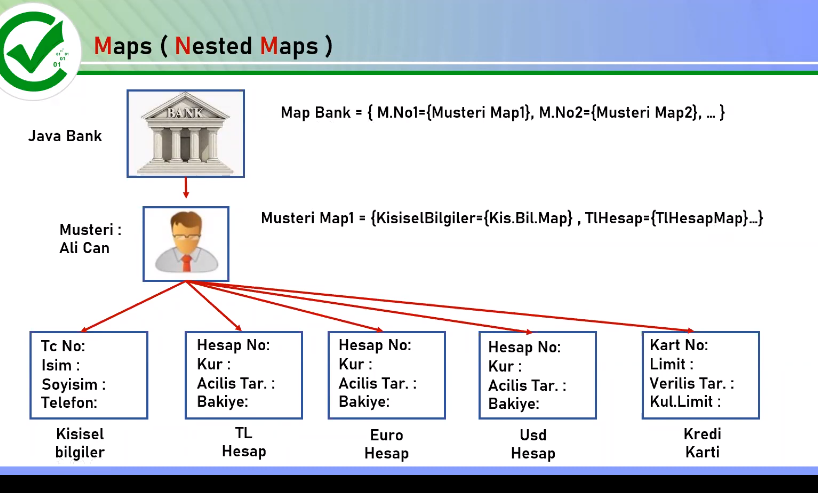 Maps ( Nested Maps )
BANK
Java Bank
Map Bank = { M.No1={Musteri Map1}, M.No2={Musteri Map2}, ... }
Musteri :
Ali Can
Musteri Map1 = {KisiselBilgiler={Kis.Bil.Map} , TlHesap={TlHesapMap}...}
Tc No:
Isim :
Soyisim :
Telefon:
Kisisel
bilgiler
Hesap No:
Kur :
Acilis Tar. :
Bakiye:
TL
Hesap
Hesap No:
Kur :
Acilis Tar. :
Bakiye:
Euro
Hesap
Hesap No:
Kur :
Acilis Tar. :
Bakiye:
Usd
Hesap
Kart No:
Limit :
Verilis Tar. :
Kul.Limit :
Kredi
Karti